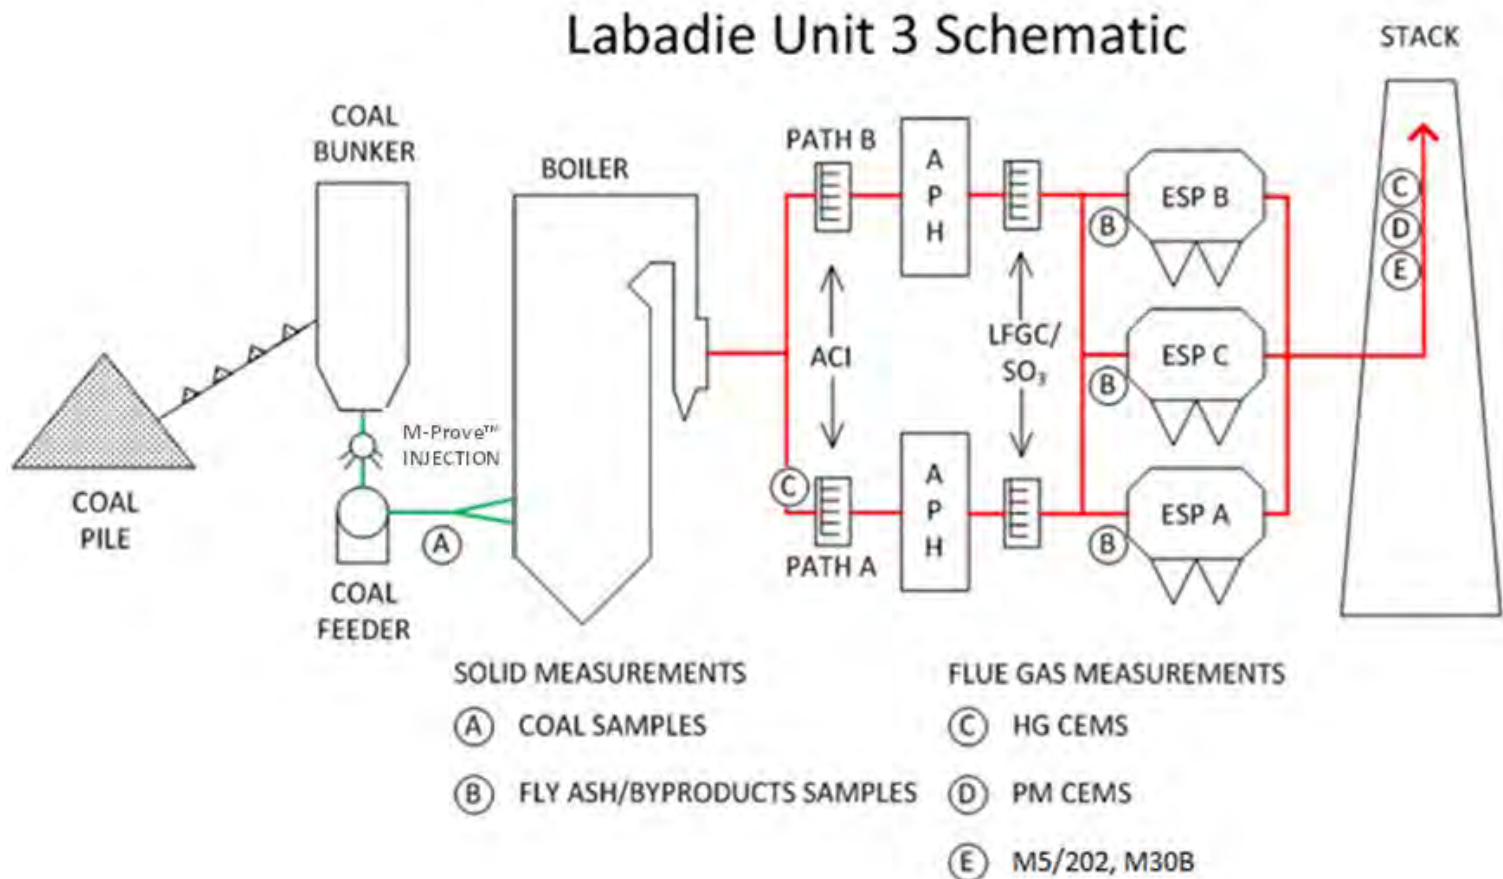 Labadie Unit 3 Schematic
STACK
COAL
BUNKER
BOILER
PATH B
A
P
H
ESP B
B
C
D
E
ACI
LFGC/
SO₃
ESP C
B
M-Prove™
INJECTION
COAL
PILE
A
COAL
FEEDER
C
PATH A
A
P
H
ESP A
B
SOLID MEASUREMENTS
A COAL SAMPLES
B FLY ASH/BYPRODUCTS SAMPLES
FLUE GAS MEASUREMENTS
C HG CEMS
D PM CEMS
E M5/202, M30B